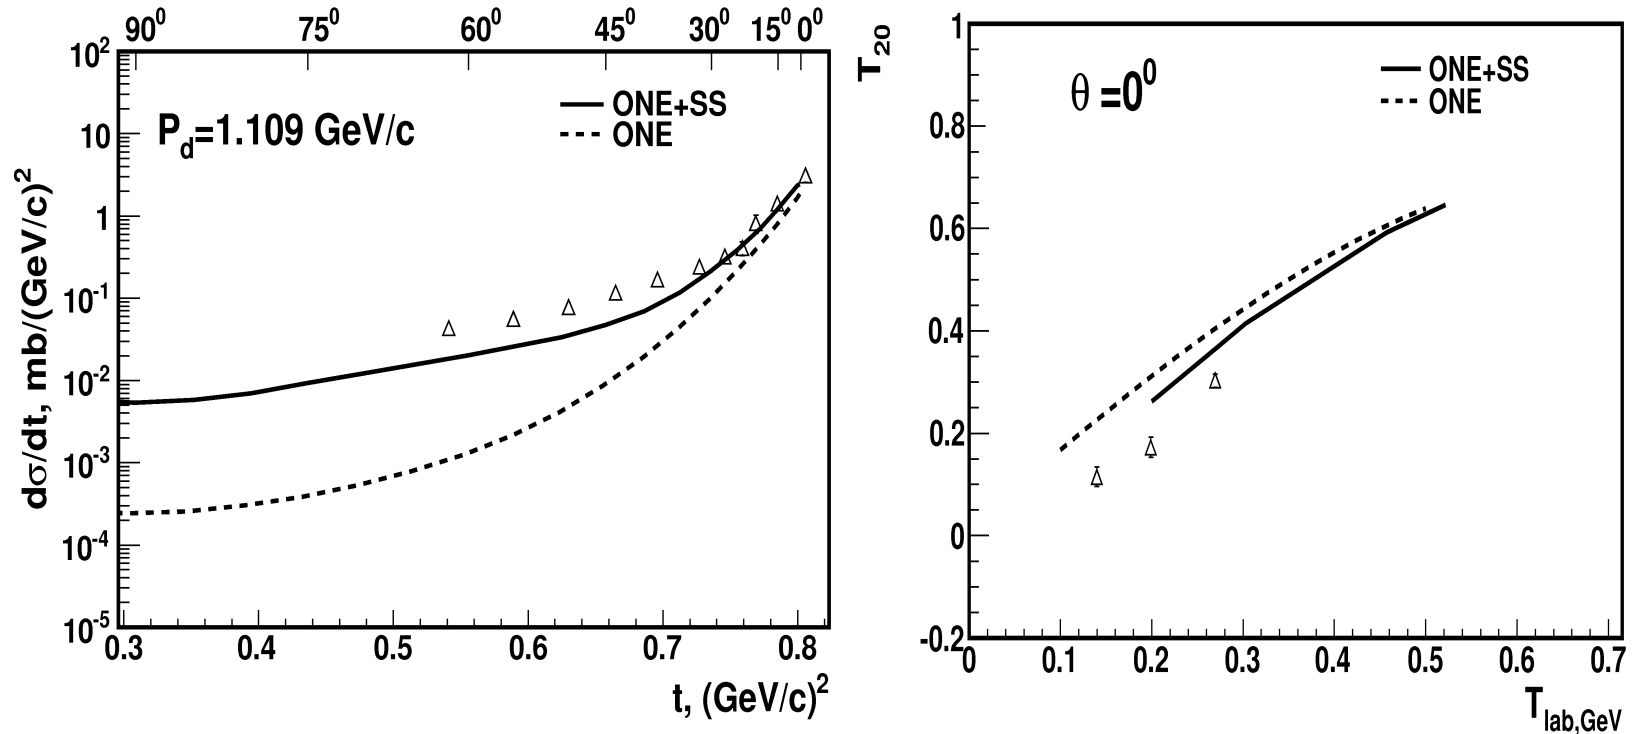 90⁰ 75⁰ 60⁰ 45⁰ 30⁰ 15⁰ 0⁰
10²
10
1
10⁻¹
10⁻²
10⁻³
10⁻⁴
10⁻⁵
dσ/dt, mb/(GeV/c)²
P_d=1.109 GeV/c
ONE+SS
ONE
0.3 0.4 0.5 0.6 0.7 0.8
t, (GeV/c)²
T₂₀
1
0.8
0.6
0.4
0.2
0
-0.2
θ =0⁰
ONE+SS
ONE
0 0.1 0.2 0.3 0.4 0.5 0.6 0.7
T_lab,GeV